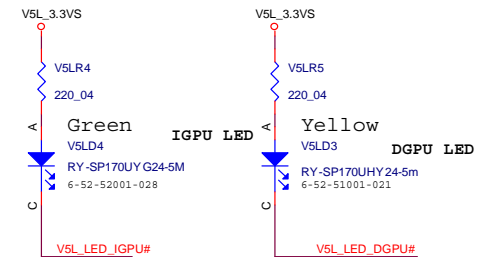 V5L_3.3VS
V5LR4
220_04
A
Green
IGPU LED
V5LD4
RY-SP170UYG24-5M
6-52-52001-028
C
V5L_LED_IGPU#
V5L_3.3VS
V5LR5
220_04
A
Yellow
DGPU LED
V5LD3
RY-SP170UHY24-5m
6-52-51001-021
C
V5L_LED_DGPU#